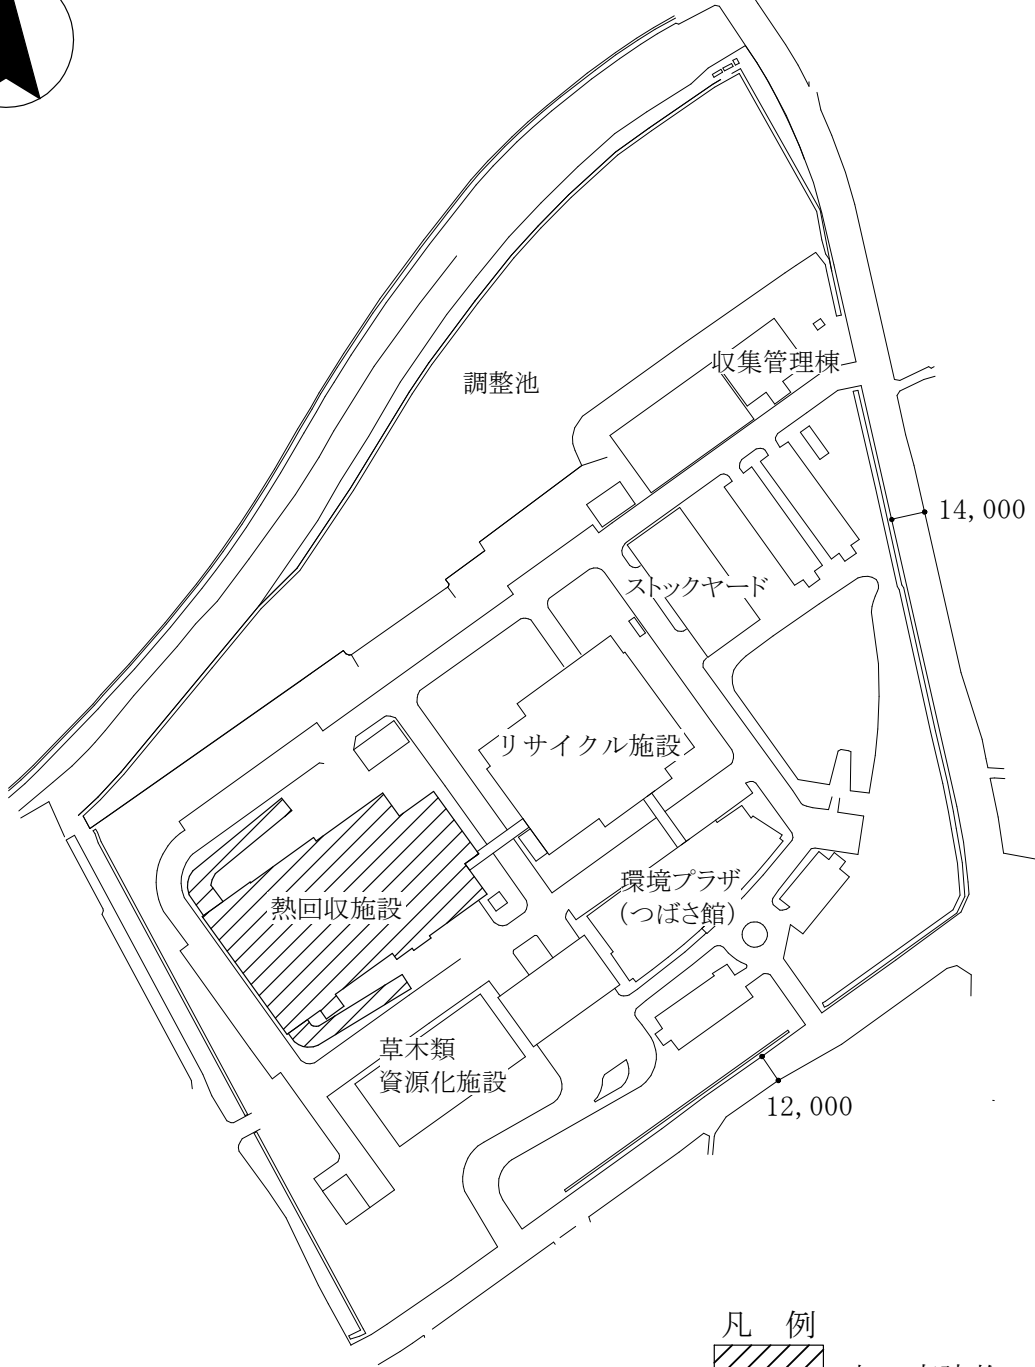 収集管理棟
調整池
14,000
ストックヤード
リサイクル施設
環境プラザ
(つばさ館)
熱回収施設
草木類
資源化施設
12,000
凡 例